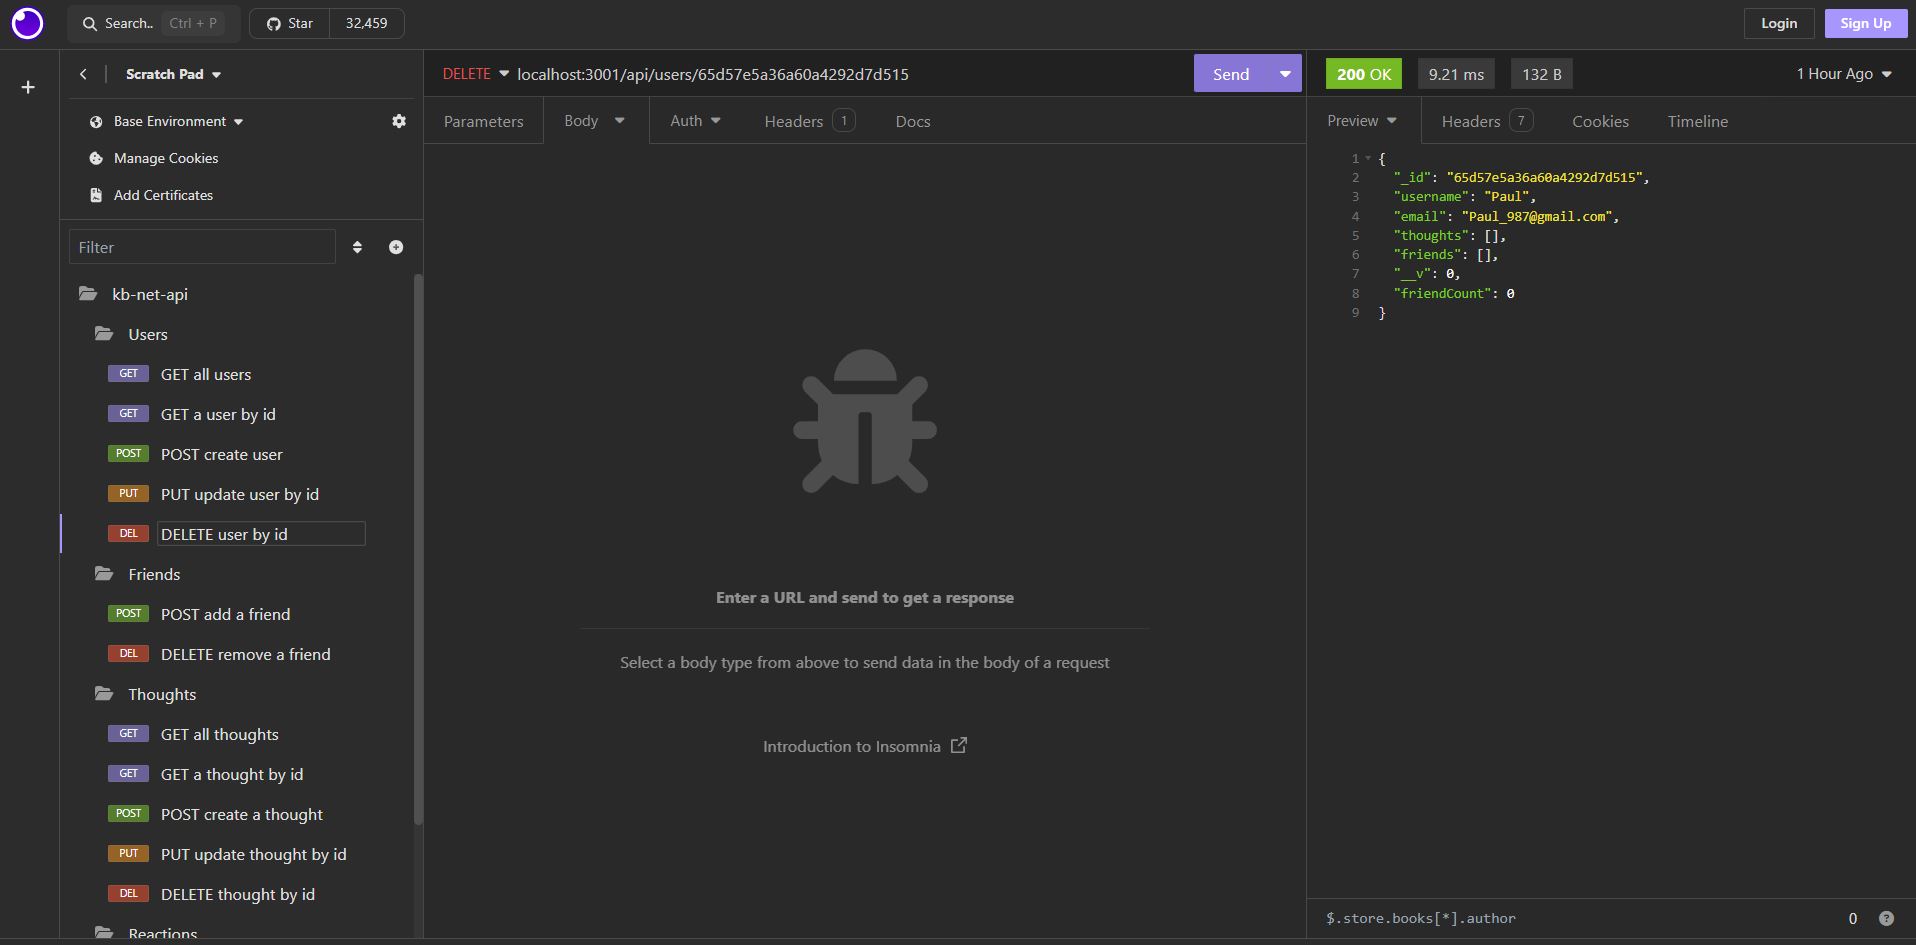 Search.. Ctrl + P Star 32,459 Login Sign Up
Scratch Pad
Base Environment
Manage Cookies
Add Certificates
Filter
kb-net-api
Users
GET GET all users
GET GET a user by id
POST POST create user
PUT PUT update user by id
DEL DELETE user by id
Friends
POST POST add a friend
DEL DELETE remove a friend
Thoughts
GET GET all thoughts
GET GET a thought by id
POST POST create a thought
PUT PUT update thought by id
DEL DELETE thought by id
Reactions
DELETE localhost:3001/api/users/65d57e5a36a60a4292d7d515 Send
Parameters Body Auth Headers 1 Docs
Enter a URL and send to get a response
Select a body type from above to send data in the body of a request
Introduction to Insomnia
200 OK 9.21 ms 132 B 1 Hour Ago
Preview Headers 7 Cookies Timeline
1 {
2 "_id": "65d57e5a36a60a4292d7d515",
3 "username": "Paul",
4 "email": "Paul_987@gmail.com",
5 "thoughts": [],
6 "friends": [],
7 "__v": 0,
8 "friendCount": 0
9 }
$.store.books[*].author 0 ?